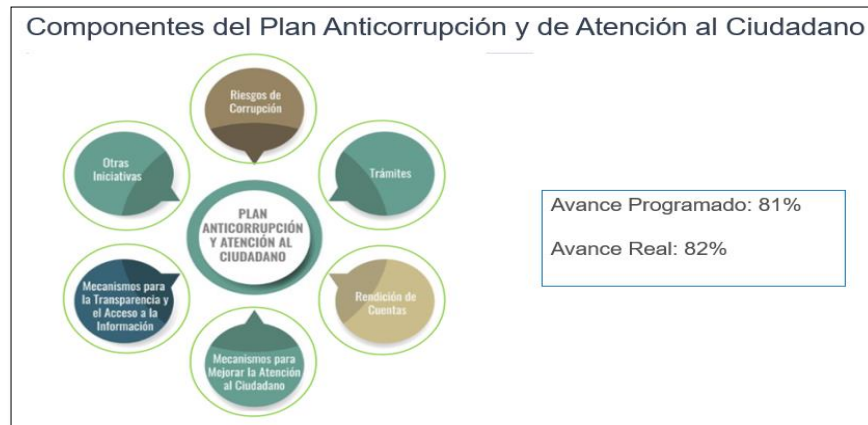 Componentes del Plan Anticorrupción y de Atención al Ciudadano
Riesgos de
Corrupción
Otras
Iniciativas
Trámites
PLAN
ANTICORRUPCIÓN
Y ATENCIÓN AL
CIUDADANO
Mecanismos para
la Transparencia y
el Acceso a la
Información
Rendición de
Cuentas
Mecanismos para
Mejorar la Atención
al Ciudadano
Avance Programado: 81%
Avance Real: 82%